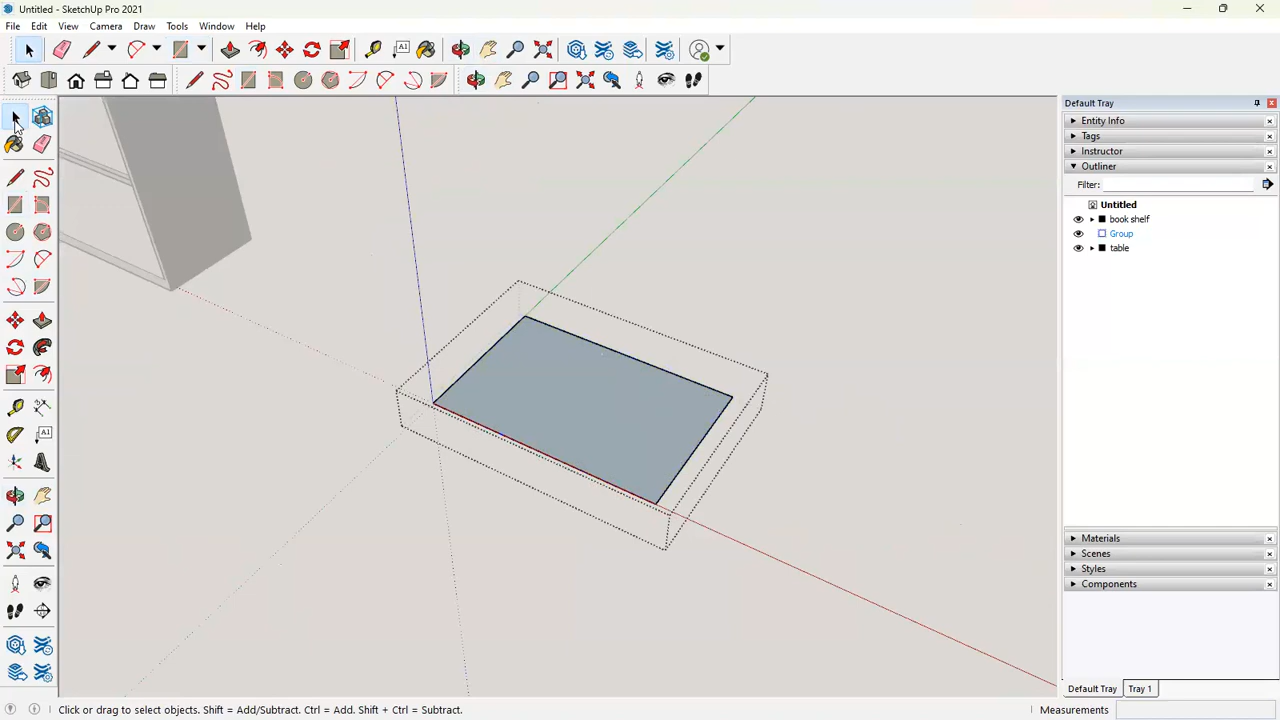 Untitled - SketchUp Pro 2021
File Edit View Camera Draw Tools Window Help
A1
Default Tray
Entity Info
Tags
Instructor
Outliner
Filter:
Untitled
book shelf
Group
table
A1
Materials
Scenes
Styles
Components
Default Tray Tray 1
Click or drag to select objects. Shift = Add/Subtract. Ctrl = Add. Shift + Ctrl = Subtract.
Measurements